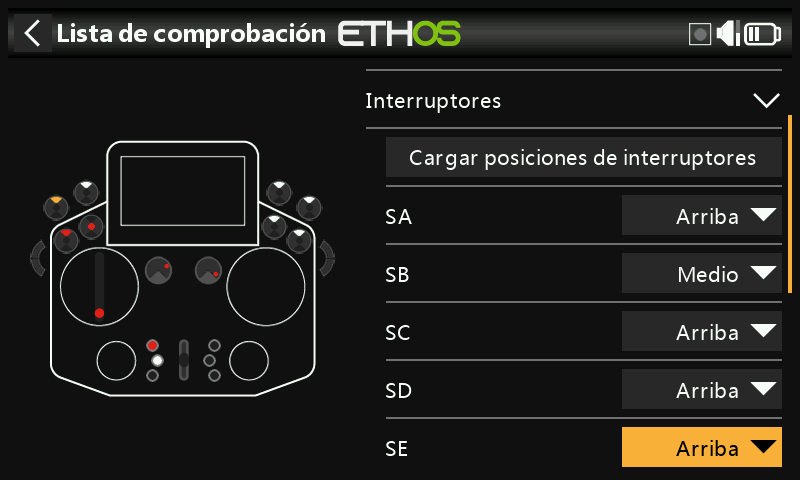 Lista de comprobación ETHOS
Interruptores
Cargar posiciones de interruptores
SA Arriba
SB Medio
SC Arriba
SD Arriba
SE Arriba